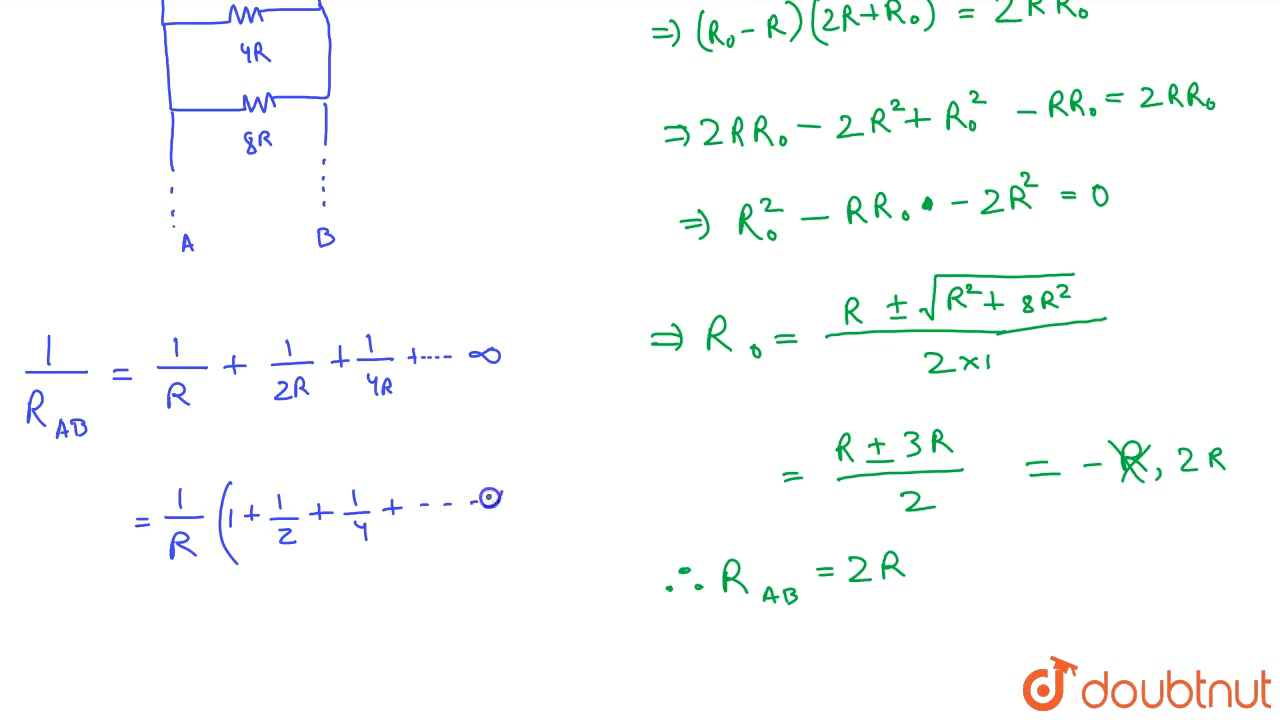 4R
8R
A B
1/R_AB = 1/R + 1/2R + 1/4R + ---- ∞
= 1/R (1 + 1/2 + 1/4 + - - - ∞
⇒ (R₀ - R)(2R + R₀) = 2RR₀
⇒ 2RR₀ - 2R² + R₀² - RR₀ = 2RR₀
⇒ R₀² - RR₀ - 2R² = 0
⇒ R₀ = (R ± √(R² + 8R²)) / (2×1)
= (R ± 3R) / 2 = -R, 2R
∴ R_AB = 2R
doubtnut